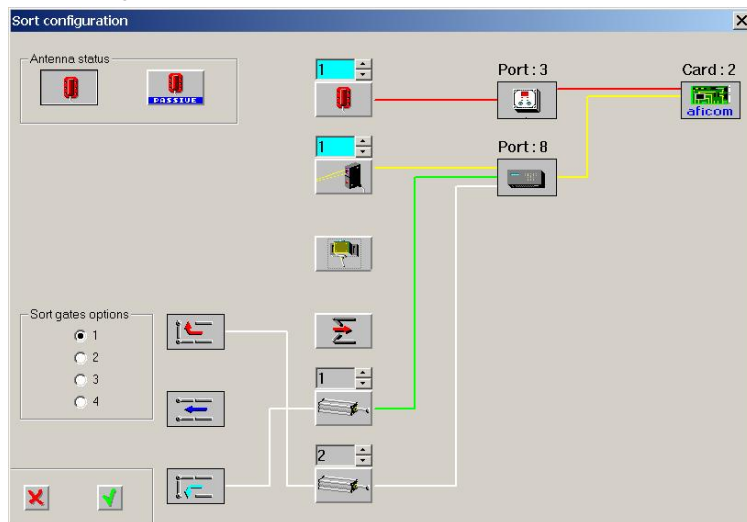 Sort configuration
Antenna status
PASSIVE
1
Port : 3
Card : 2
aficom
1
Port : 8
Sort gates options
1
2
3
4
1
2